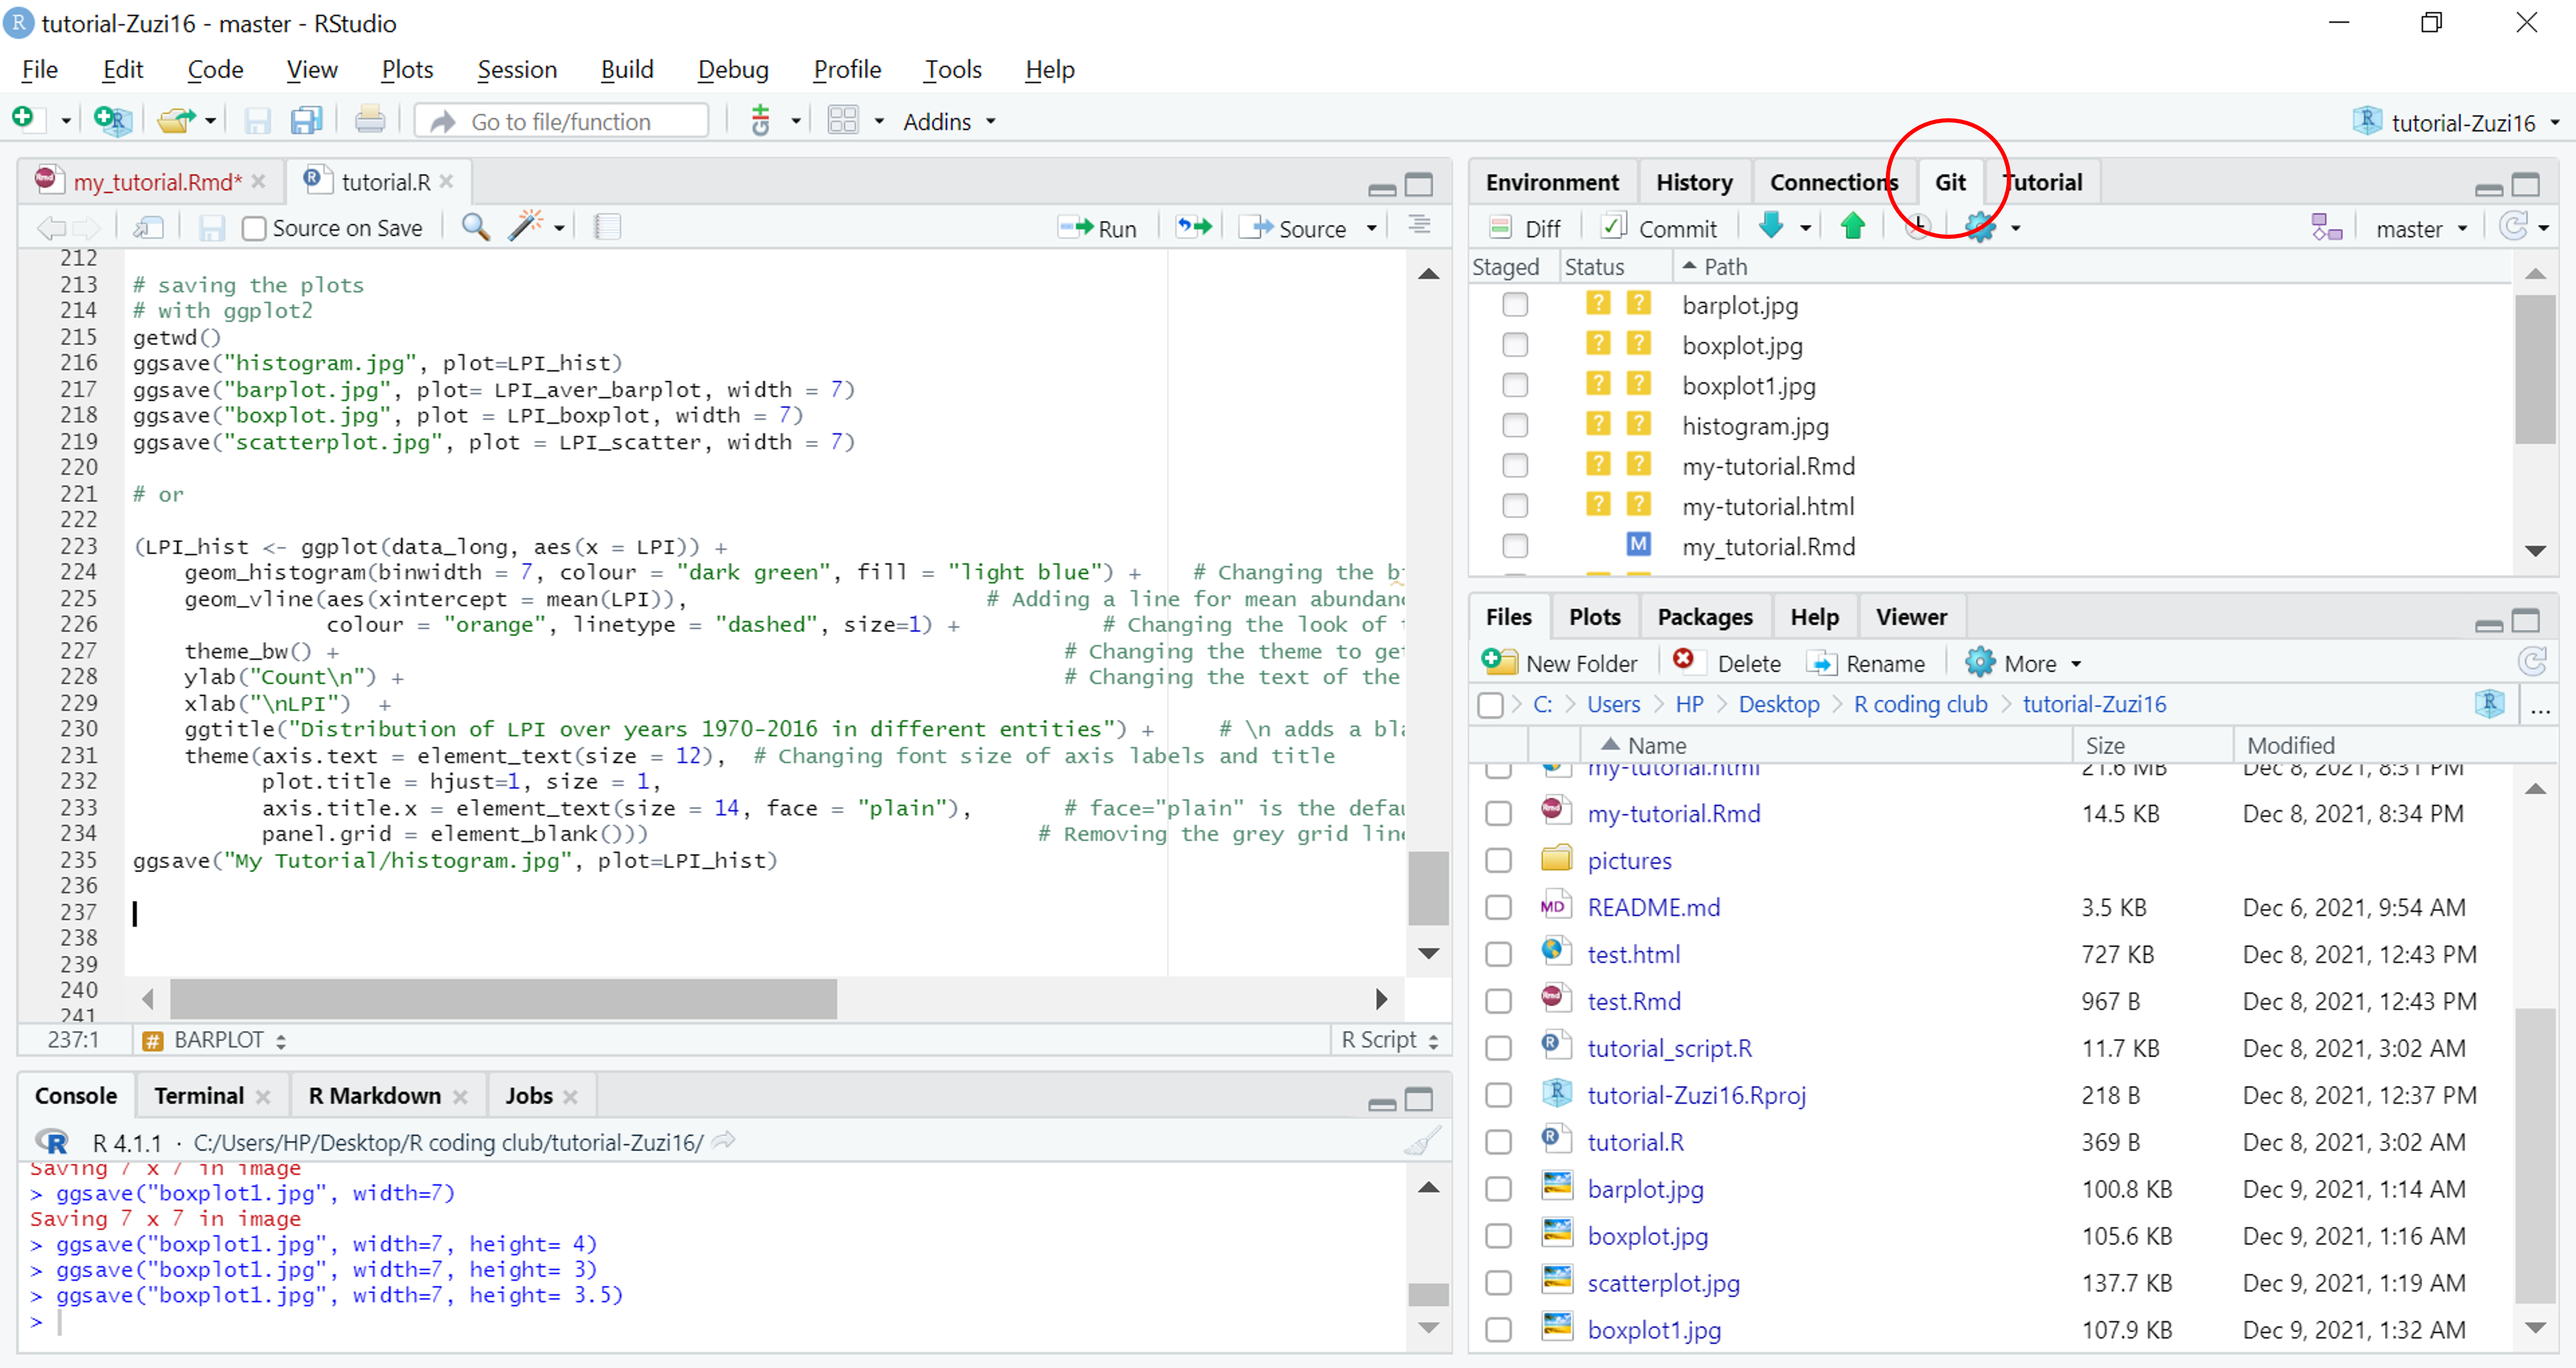 tutorial-Zuzi16 - master - RStudio
File Edit Code View Plots Session Build Debug Profile Tools Help
Go to file/function Addins tutorial-Zuzi16
my_tutorial.Rmd* tutorial.R
Source on Save Run Source
212
213 # saving the plots
214 # with ggplot2
215 getwd()
216 ggsave("histogram.jpg", plot=LPI_hist)
217 ggsave("barplot.jpg", plot= LPI_aver_barplot, width = 7)
218 ggsave("boxplot.jpg", plot = LPI_boxplot, width = 7)
219 ggsave("scatterplot.jpg", plot = LPI_scatter, width = 7)
220
221 # or
222
223 (LPI_hist <- ggplot(data_long, aes(x = LPI)) +
224 geom_histogram(binwidth = 7, colour = "dark green", fill = "light blue") + # Changing the bi
225 geom_vline(aes(xintercept = mean(LPI)), # Adding a line for mean abundan
226 colour = "orange", linetype = "dashed", size=1) + # Changing the look of
227 theme_bw() + # Changing the theme to ge
228 ylab("Count\n") + # Changing the text of the
229 xlab("\nLPI") +
230 ggtitle("Distribution of LPI over years 1970-2016 in different entities") + # \n adds a bla
231 theme(axis.text = element_text(size = 12), # Changing font size of axis labels and title
232 plot.title = hjust=1, size = 1,
233 axis.title.x = element_text(size = 14, face = "plain"), # face="plain" is the defau
234 panel.grid = element_blank())) # Removing the grey grid line
235 ggsave("My Tutorial/histogram.jpg", plot=LPI_hist)
236
237
238
239
240
241
237:1 # BARPLOT R Script
Console Terminal R Markdown Jobs
R 4.1.1 · C:/Users/HP/Desktop/R coding club/tutorial-Zuzi16/
Saving 7 x 7 in image
> ggsave("boxplot1.jpg", width=7)
Saving 7 x 7 in image
> ggsave("boxplot1.jpg", width=7, height= 4)
> ggsave("boxplot1.jpg", width=7, height= 3)
> ggsave("boxplot1.jpg", width=7, height= 3.5)
>
Environment History Connections Git Tutorial
Diff Commit master
Staged Status Path
? ? barplot.jpg
? ? boxplot.jpg
? ? boxplot1.jpg
? ? histogram.jpg
? ? my-tutorial.Rmd
? ? my-tutorial.html
M my_tutorial.Rmd
Files Plots Packages Help Viewer
New Folder Delete Rename More
C: > Users > HP > Desktop > R coding club > tutorial-Zuzi16 ...
Name Size Modified
my-tutorial.html 21.6 MB Dec 8, 2021, 8:31 PM
my-tutorial.Rmd 14.5 KB Dec 8, 2021, 8:34 PM
pictures
README.md 3.5 KB Dec 6, 2021, 9:54 AM
test.html 727 KB Dec 8, 2021, 12:43 PM
test.Rmd 967 B Dec 8, 2021, 12:43 PM
tutorial_script.R 11.7 KB Dec 8, 2021, 3:02 AM
tutorial-Zuzi16.Rproj 218 B Dec 8, 2021, 12:37 PM
tutorial.R 369 B Dec 8, 2021, 3:02 AM
barplot.jpg 100.8 KB Dec 9, 2021, 1:14 AM
boxplot.jpg 105.6 KB Dec 9, 2021, 1:16 AM
scatterplot.jpg 137.7 KB Dec 9, 2021, 1:19 AM
boxplot1.jpg 107.9 KB Dec 9, 2021, 1:32 AM